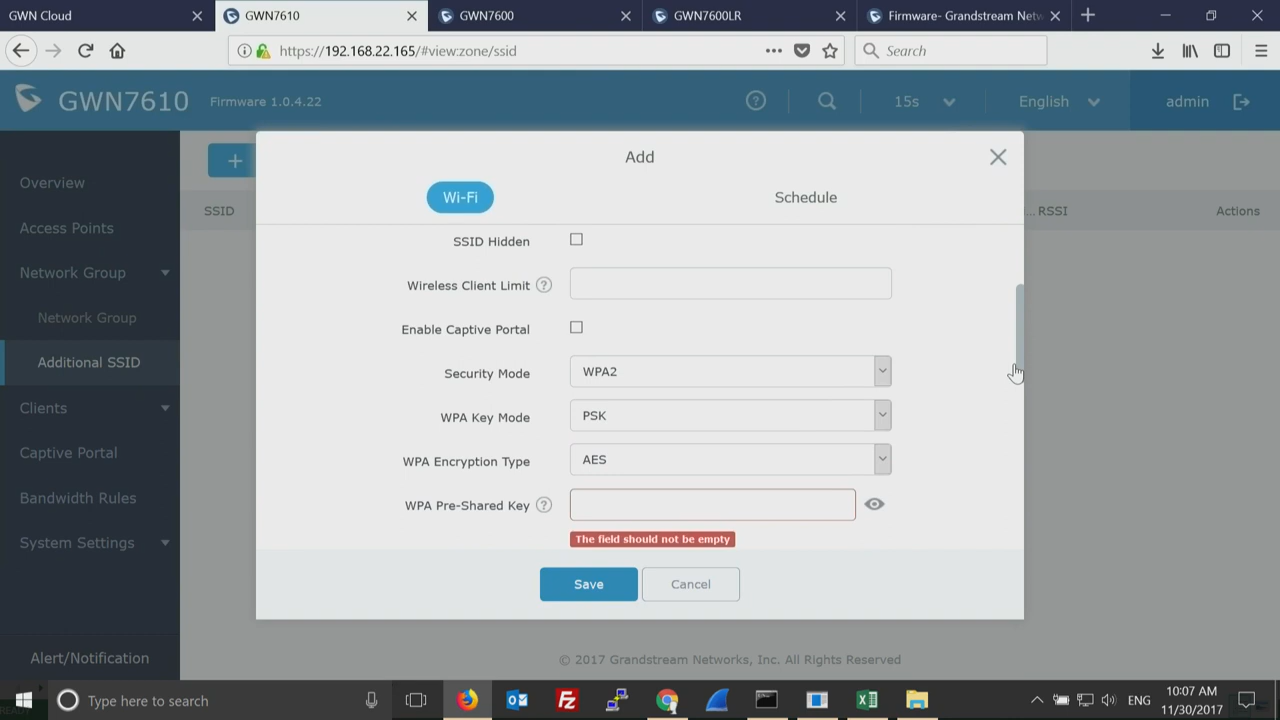 GWN Cloud
GWN7610
GWN7600
GWN7600LR
Firmware- Grandstream Netw
https://192.168.22.165/#view:zone/ssid
Search
GWN7610
Firmware 1.0.4.22
15s
English
admin
Overview
Access Points
Network Group
Network Group
Additional SSID
Clients
Captive Portal
Bandwidth Rules
System Settings
Alert/Notification
SSID
... RSSI
Actions
Add
Wi-Fi
Schedule
SSID Hidden
Wireless Client Limit
Enable Captive Portal
Security Mode
WPA2
WPA Key Mode
PSK
WPA Encryption Type
AES
WPA Pre-Shared Key
The field should not be empty
Save
Cancel
© 2017 Grandstream Networks, Inc. All Rights Reserved
Type here to search
ENG
10:07 AM
11/30/2017